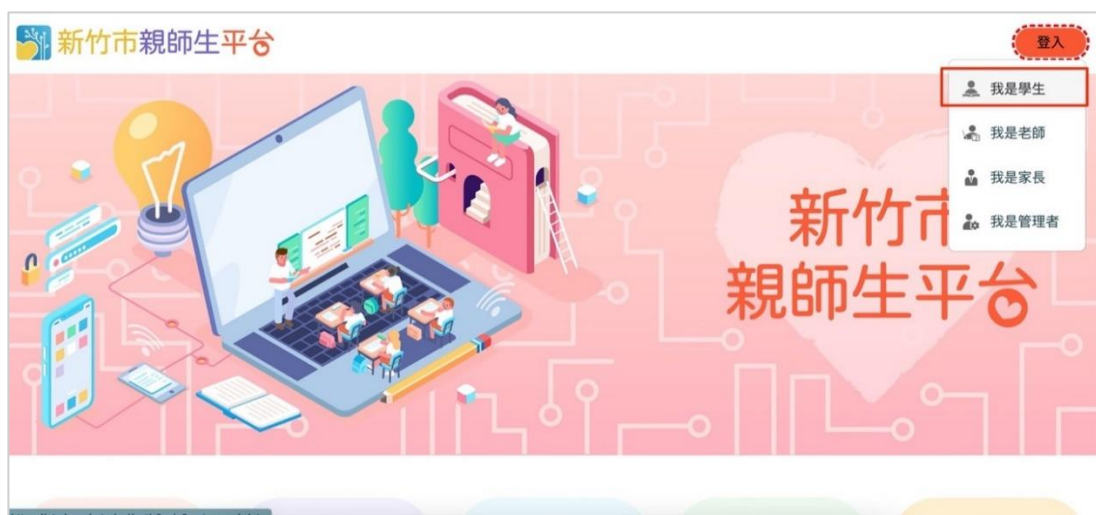 新竹市親師生平台
登入
我是學生
我是老師
我是家長
我是管理者
新竹市
親師生平台